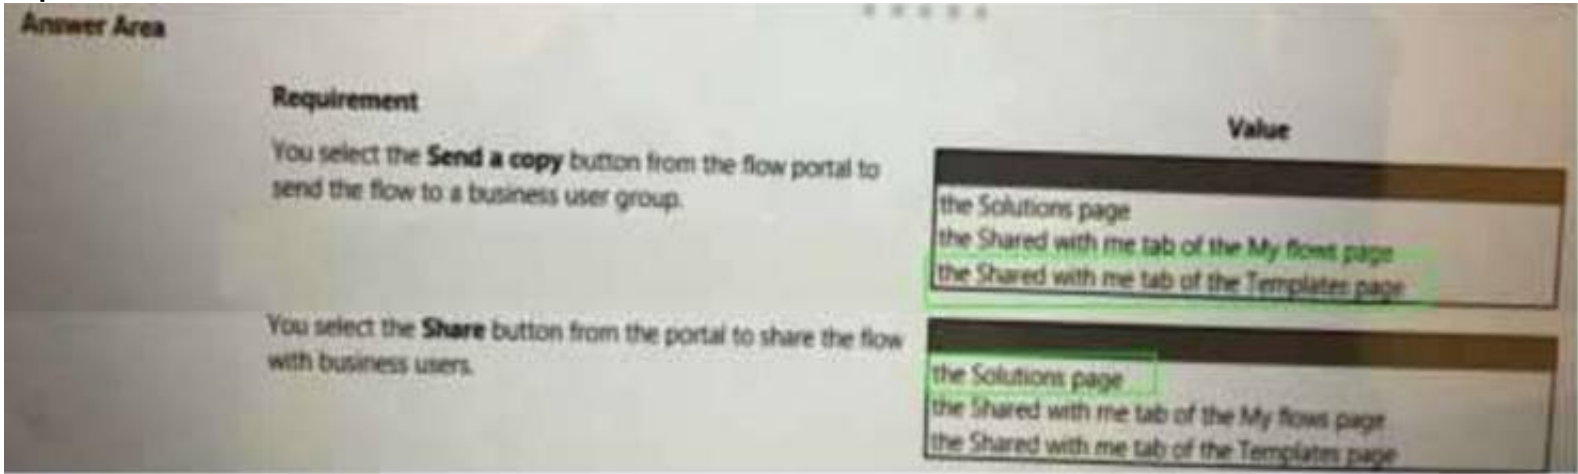 Answer Area
Requirement
Value
You select the Send a copy button from the flow portal to
send the flow to a business user group.
the Solutions page
the Shared with me tab of the My flows page
the Shared with me tab of the Templates page
You select the Share button from the portal to share the flow
with business users.
the Solutions page
the Shared with me tab of the My flows page
the Shared with me tab of the Templates page